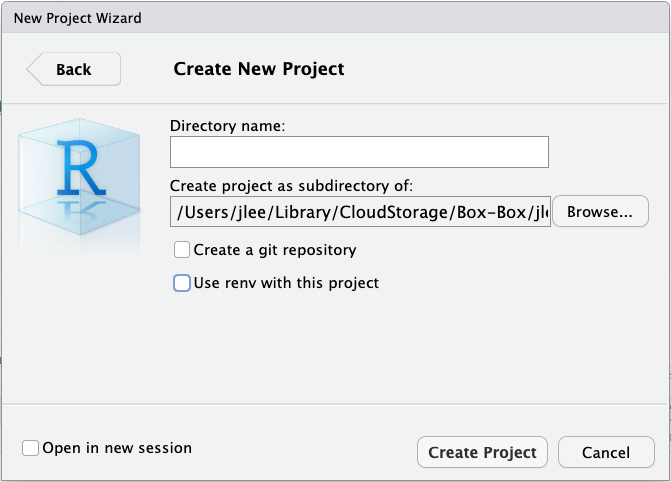 New Project Wizard
Back
Create New Project
R
Directory name:
Create project as subdirectory of:
/Users/jlee/Library/CloudStorage/Box-Box/jl
Browse...
Create a git repository
Use renv with this project
Open in new session
Create Project
Cancel